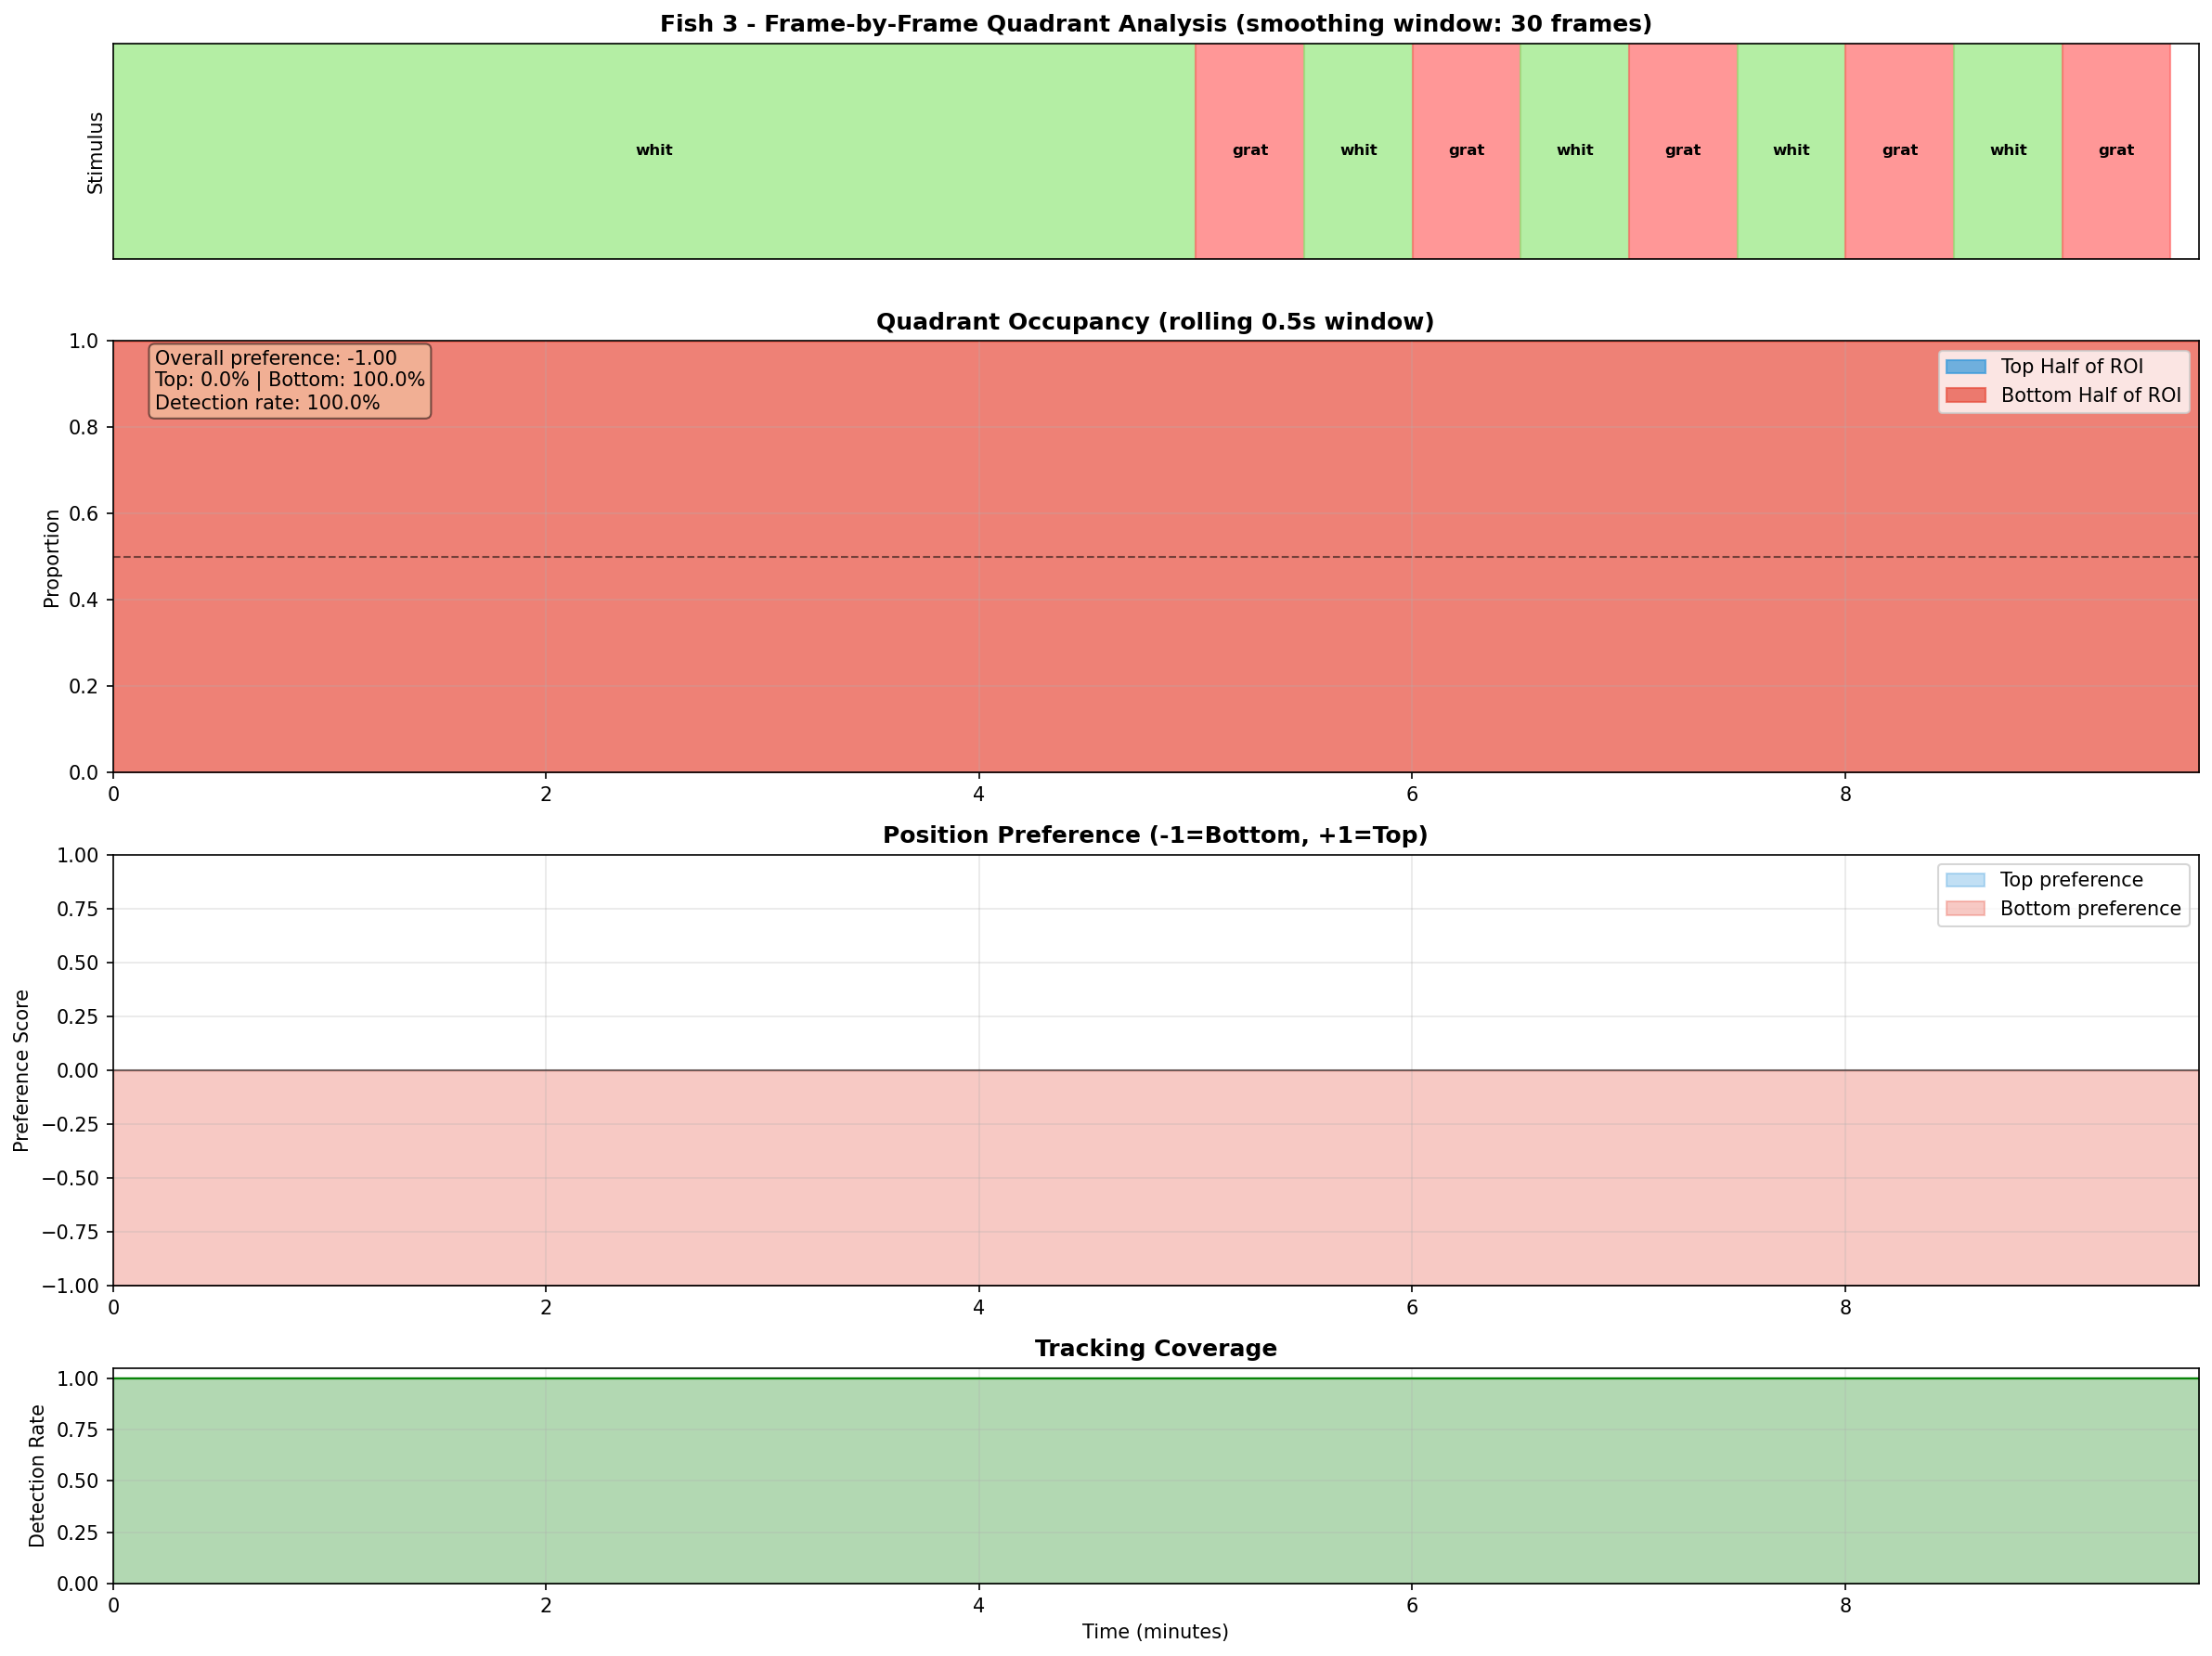 Fish 3 - Frame-by-Frame Quadrant Analysis (smoothing window: 30 frames)
Stimulus
whit
grat
whit
grat
whit
grat
whit
grat
whit
grat
Quadrant Occupancy (rolling 0.5s window)
Proportion
1.0
0.8
0.6
0.4
0.2
0.0
Overall preference: -1.00
Top: 0.0% | Bottom: 100.0%
Detection rate: 100.0%
Top Half of ROI
Bottom Half of ROI
0 2 4 6 8
Position Preference (-1=Bottom, +1=Top)
Preference Score
1.00
0.75
0.50
0.25
0.00
−0.25
−0.50
−0.75
−1.00
Top preference
Bottom preference
0 2 4 6 8
Tracking Coverage
Detection Rate
1.00
0.75
0.50
0.25
0.00
0 2 4 6 8
Time (minutes)